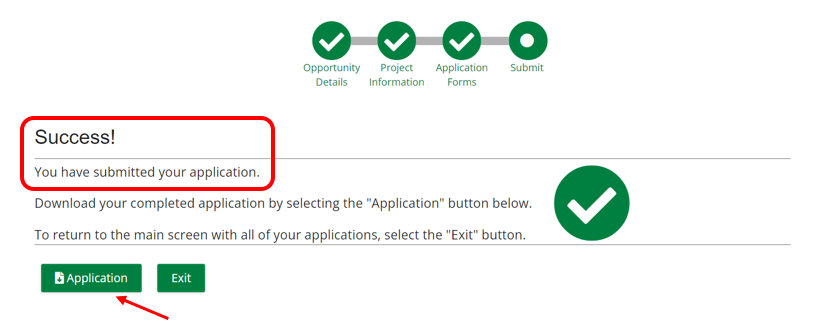 Opportunity Details
Project Information
Application Forms
Submit
Success!
You have submitted your application.
Download your completed application by selecting the "Application" button below.
To return to the main screen with all of your applications, select the "Exit" button.
Application
Exit